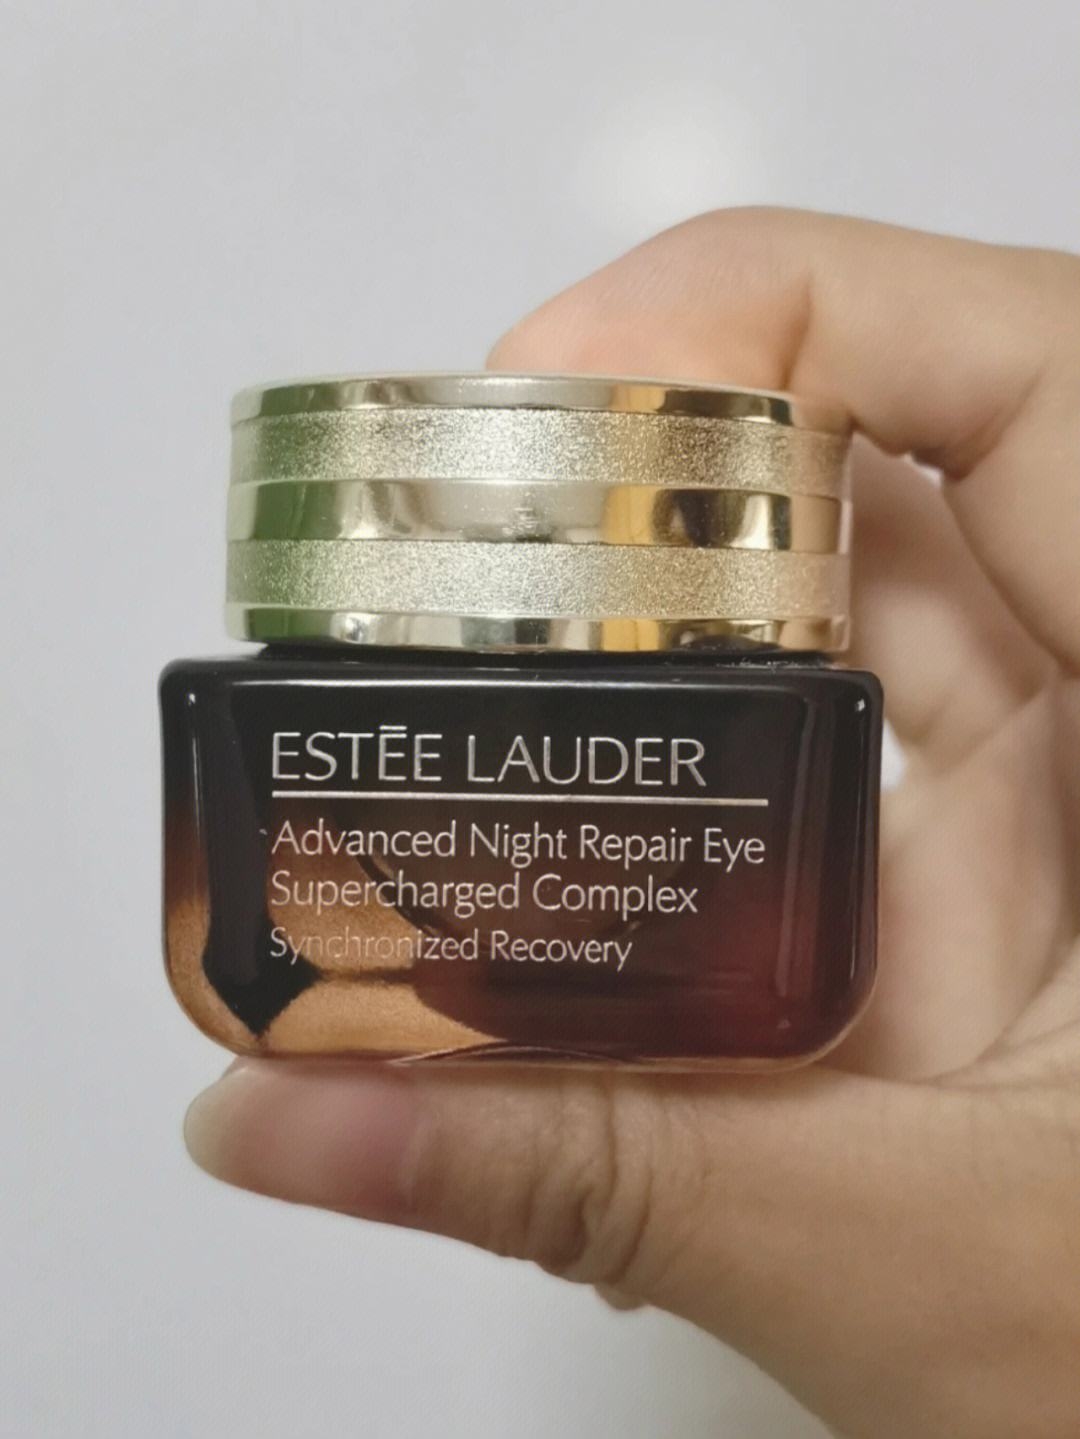 ESTĒE LAUDER
Advanced Night Repair Eye
Supercharged Complex
Synchronized Recovery